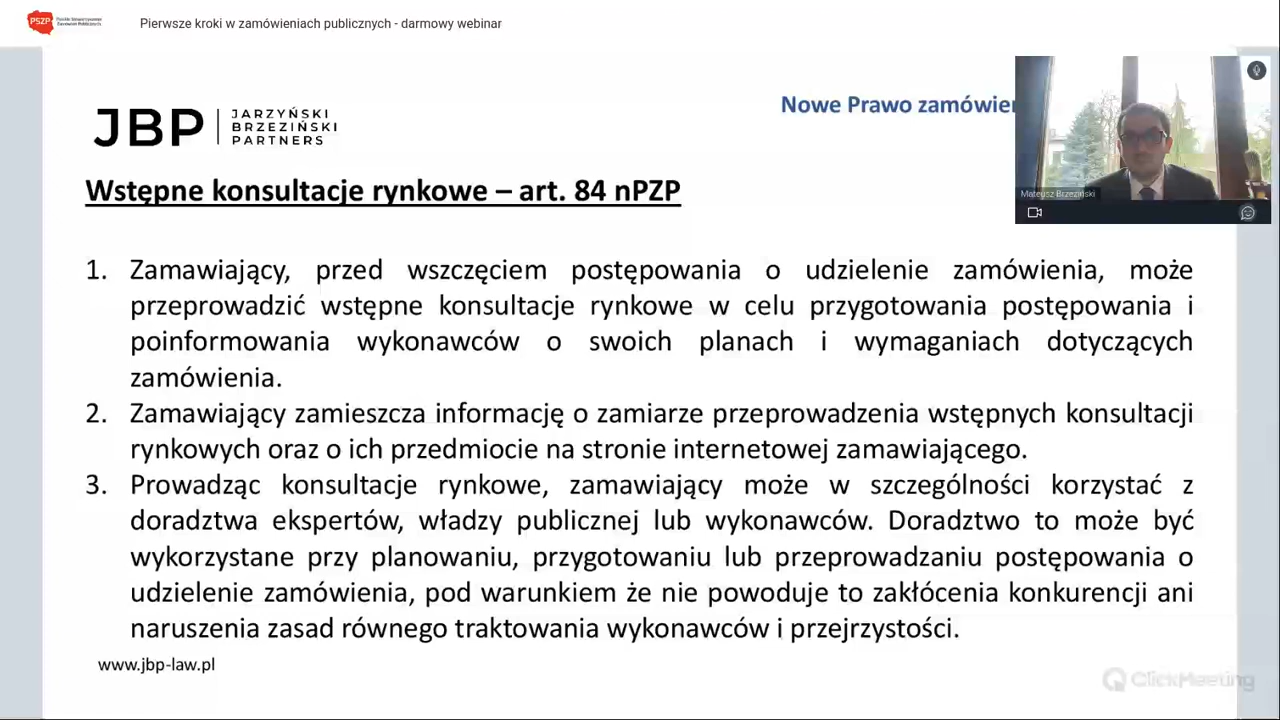 PSZP Polskie Stowarzyszenie Zamówień Publicznych
Pierwsze kroki w zamówieniach publicznych - darmowy webinar
JBP
JARZYŃSKI
BRZEZIŃSKI
PARTNERS
Nowe Prawo zamówień
Mateusz Brzeziński
Wstępne konsultacje rynkowe – art. 84 nPZP
1. Zamawiający, przed wszczęciem postępowania o udzielenie zamówienia, może
przeprowadzić wstępne konsultacje rynkowe w celu przygotowania postępowania i
poinformowania wykonawców o swoich planach i wymaganiach dotyczących
zamówienia.
2. Zamawiający zamieszcza informację o zamiarze przeprowadzenia wstępnych konsultacji
rynkowych oraz o ich przedmiocie na stronie internetowej zamawiającego.
3. Prowadząc konsultacje rynkowe, zamawiający może w szczególności korzystać z
doradztwa ekspertów, władzy publicznej lub wykonawców. Doradztwo to może być
wykorzystane przy planowaniu, przygotowaniu lub przeprowadzaniu postępowania o
udzielenie zamówienia, pod warunkiem że nie powoduje to zakłócenia konkurencji ani
naruszenia zasad równego traktowania wykonawców i przejrzystości.
www.jbp-law.pl
ClickMeeting